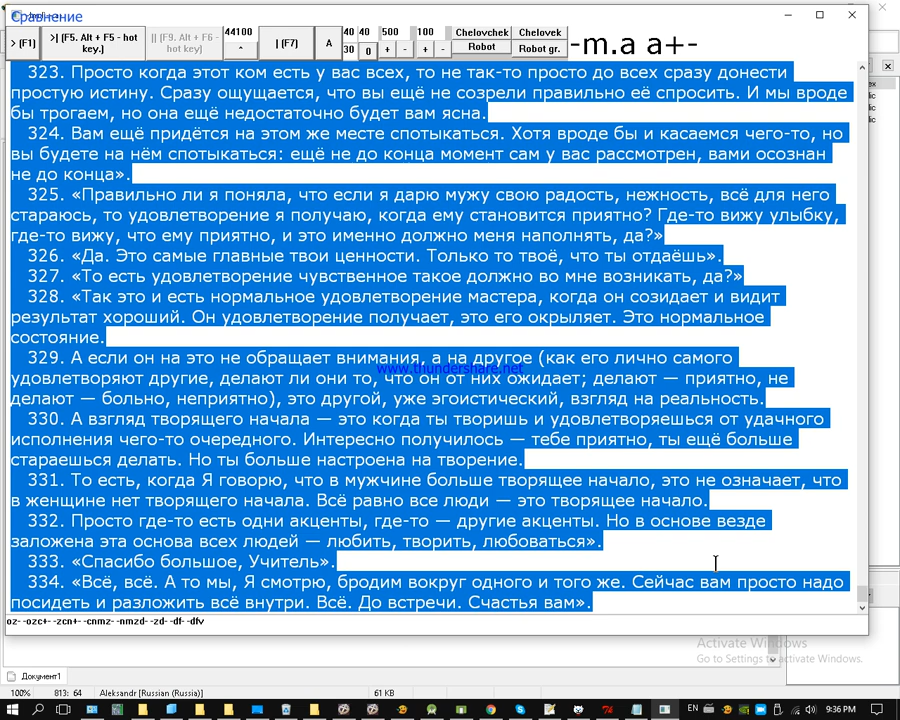 Сравнение
> (F1)
>| (F5. Alt + F5 - hot key.)
|| (F9. Alt + F6 - hot key)
44100
^
| (F7)
A
40
30
40
0
500
+ -
100
+ -
Chelovchek
Robot
Chelovek
Robot gr.
-m.a a+-
323. Просто когда этот ком есть у вас всех, то не так-то просто до всех сразу донести
простую истину. Сразу ощущается, что вы ещё не созрели правильно её спросить. И мы вроде
бы трогаем, но она ещё недостаточно будет вам ясна.
324. Вам ещё придётся на этом же месте спотыкаться. Хотя вроде бы и касаемся чего-то, но
вы будете на нём спотыкаться: ещё не до конца момент сам у вас рассмотрен, вами осознан
не до конца».
325. «Правильно ли я поняла, что если я дарю мужу свою радость, нежность, всё для него
стараюсь, то удовлетворение я получаю, когда ему становится приятно? Где-то вижу улыбку,
где-то вижу, что ему приятно, и это именно должно меня наполнять, да?»
326. «Да. Это самые главные твои ценности. Только то твоё, что ты отдаёшь».
327. «То есть удовлетворение чувственное такое должно во мне возникать, да?»
328. «Так это и есть нормальное удовлетворение мастера, когда он созидает и видит
результат хороший. Он удовлетворение получает, это его окрыляет. Это нормальное
состояние.
329. А если он на это не обращает внимания, а на другое (как его лично самого
www.thundershare.net
удовлетворяют другие, делают ли они то, что он от них ожидает; делают — приятно, не
делают — больно, неприятно), это другой, уже эгоистический, взгляд на реальность.
330. А взгляд творящего начала — это когда ты творишь и удовлетворяешься от удачного
исполнения чего-то очередного. Интересно получилось — тебе приятно, ты ещё больше
стараешься делать. Но ты больше настроена на творение.
331. То есть, когда Я говорю, что в мужчине больше творящее начало, это не означает, что
в женщине нет творящего начала. Всё равно все люди — это творящее начало.
332. Просто где-то есть одни акценты, где-то — другие акценты. Но в основе везде
заложена эта основа всех людей — любить, творить, любоваться».
333. «Спасибо большое, Учитель».
334. «Всё, всё. А то мы, Я смотрю, бродим вокруг одного и того же. Сейчас вам просто надо
посидеть и разложить всё внутри. Всё. До встречи. Счастья вам».
oz- -ozc+- -zcn+- -cnmz- -nmzd- -zd- -df- -dfv
Activate Windows
Go to Settings to activate Windows.
Документ1
100%
813: 64
Aleksandr [Russian (Russia)]
61 KB
EN
9:36 PM